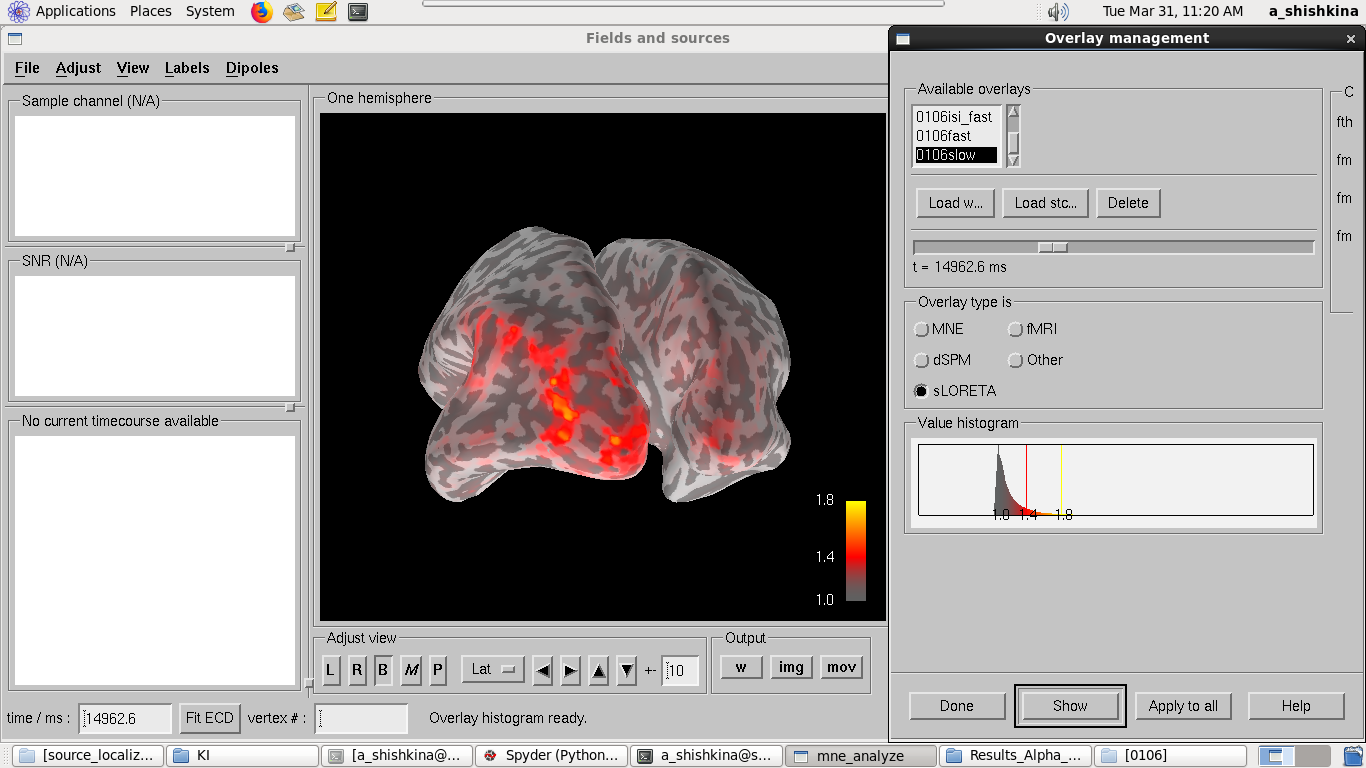 Applications Places System
Tue Mar 31, 11:20 AM a_shishkina
Fields and sources
File Adjust View Labels Dipoles
Sample channel (N/A)
SNR (N/A)
No current timecourse available
One hemisphere
1.8
1.4
1.0
Adjust view
L R B M P Lat +- 10
Output
w img mov
time / ms : 14962.6 Fit ECD vertex # : Overlay histogram ready.
Overlay management
Available overlays
0106isi_fast
0106fast
0106slow
Load w... Load stc... Delete
t = 14962.6 ms
Overlay type is
MNE fMRI
dSPM Other
sLORETA
Value histogram
1.0 1.4 1.8
C
fth
fm
fm
fm
Done Show Apply to all Help
[source_localiz... KI [a_shishkina@... Spyder (Python... a_shishkina@s... mne_analyze Results_Alpha_... [0106]